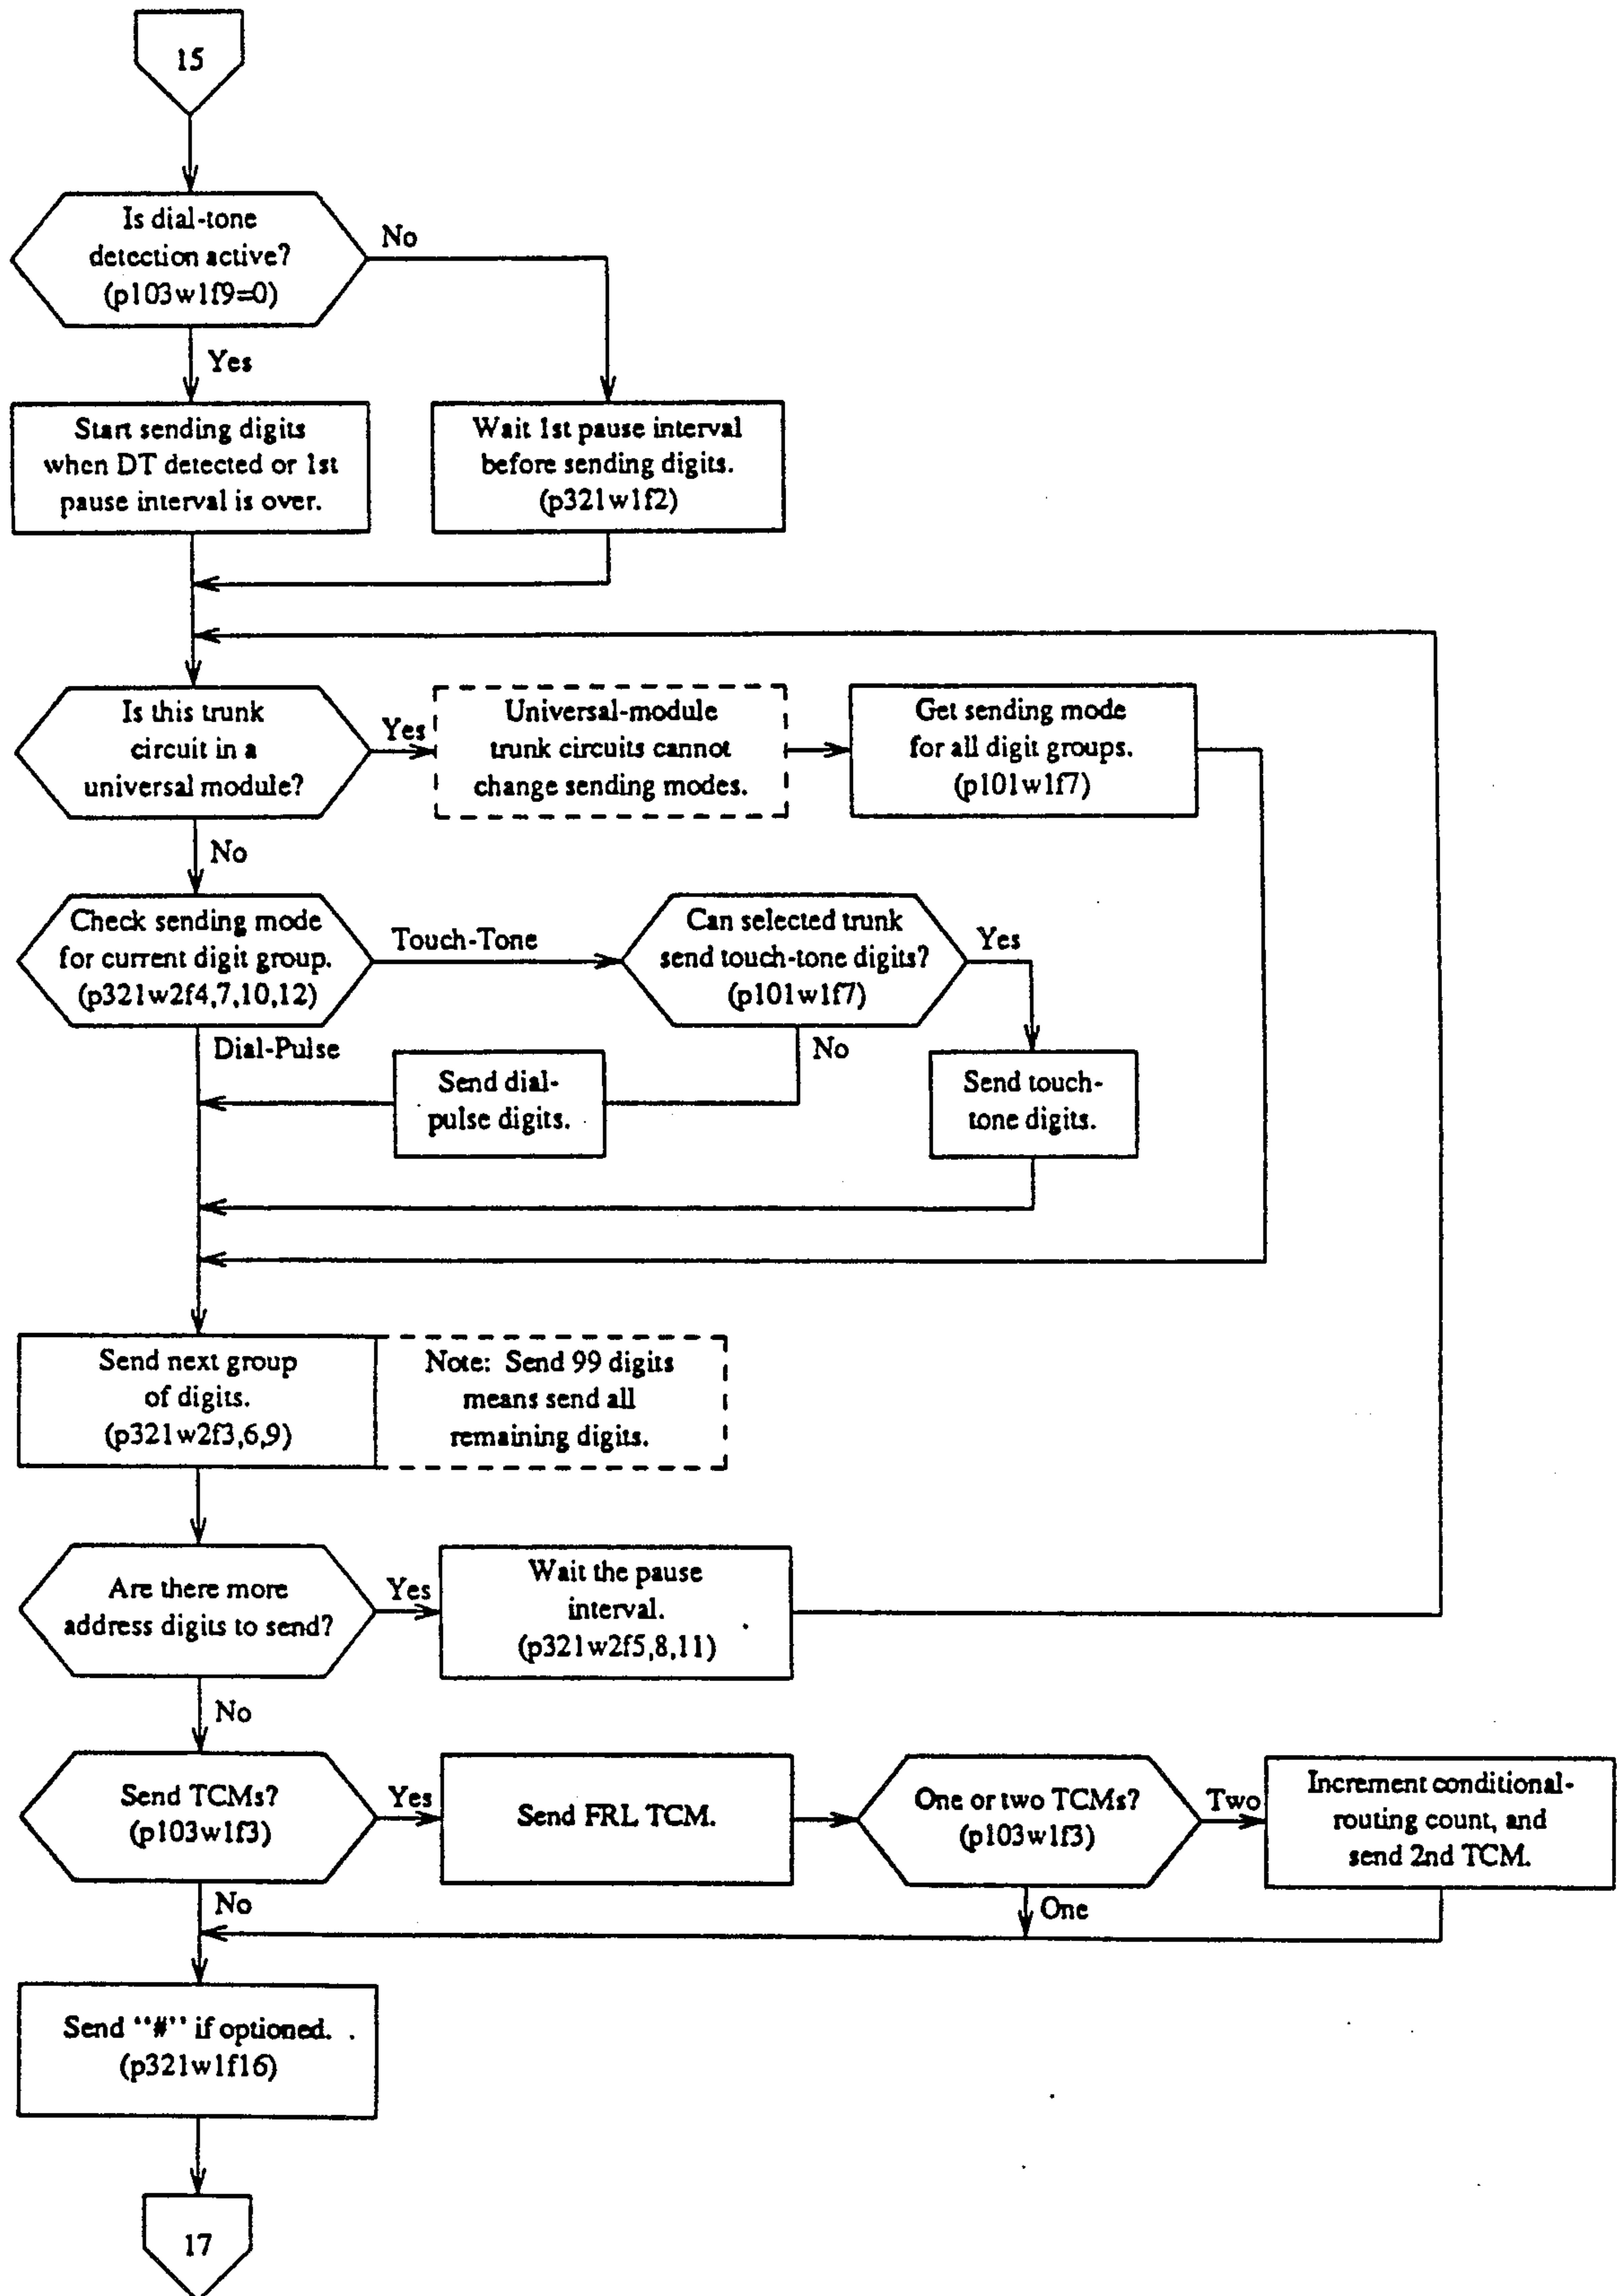 15
Is dial-tone
detection active?
(p103w1f9=0)
No
Yes
Start sending digits
when DT detected or 1st
pause interval is over.
Wait 1st pause interval
before sending digits.
(p321w1f2)
Is this trunk
circuit in a
universal module?
Yes
Universal-module
trunk circuits cannot
change sending modes.
Get sending mode
for all digit groups.
(p101w1f7)
No
Check sending mode
for current digit group.
(p321w2f4,7,10,12)
Touch-Tone
Can selected trunk
send touch-tone digits?
(p101w1f7)
Yes
Dial-Pulse
No
Send dial-
pulse digits.
Send touch-
tone digits.
Send next group
of digits.
(p321w2f3,6,9)
Note: Send 99 digits
means send all
remaining digits.
Are there more
address digits to send?
Yes
Wait the pause
interval.
(p321w2f5,8,11)
No
Send TCMs?
(p103w1f3)
Yes
Send FRL TCM.
One or two TCMs?
(p103w1f3)
Two
Increment conditional-
routing count, and
send 2nd TCM.
No
One
Send "#" if optioned.
(p321w1f16)
17